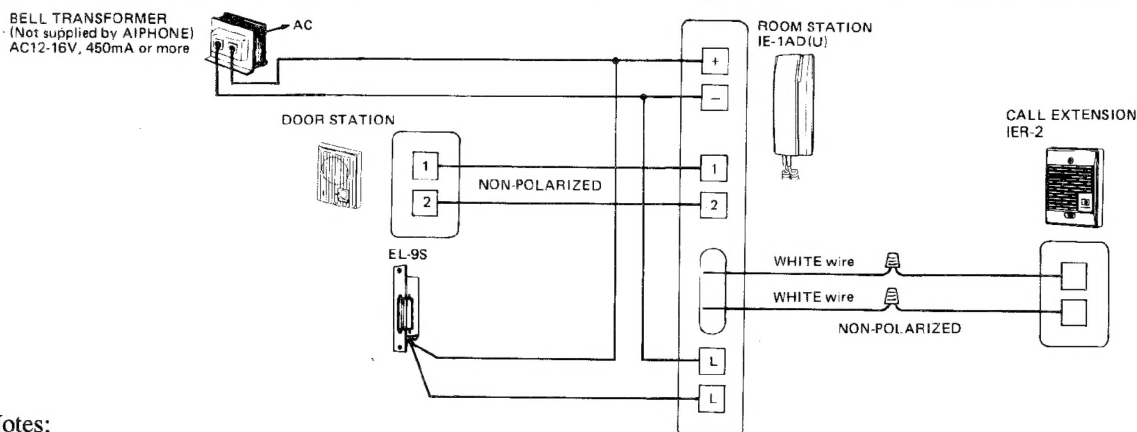 BELL TRANSFORMER
(Not supplied by AIPHONE)
AC12-16V, 450mA or more
AC
ROOM STATION
IE-1AD(U)
+
−
DOOR STATION
1
2
NON-POLARIZED
1
2
CALL EXTENSION
IER-2
EL-9S
WHITE wire
WHITE wire
NON-POLARIZED
L
L
otes: